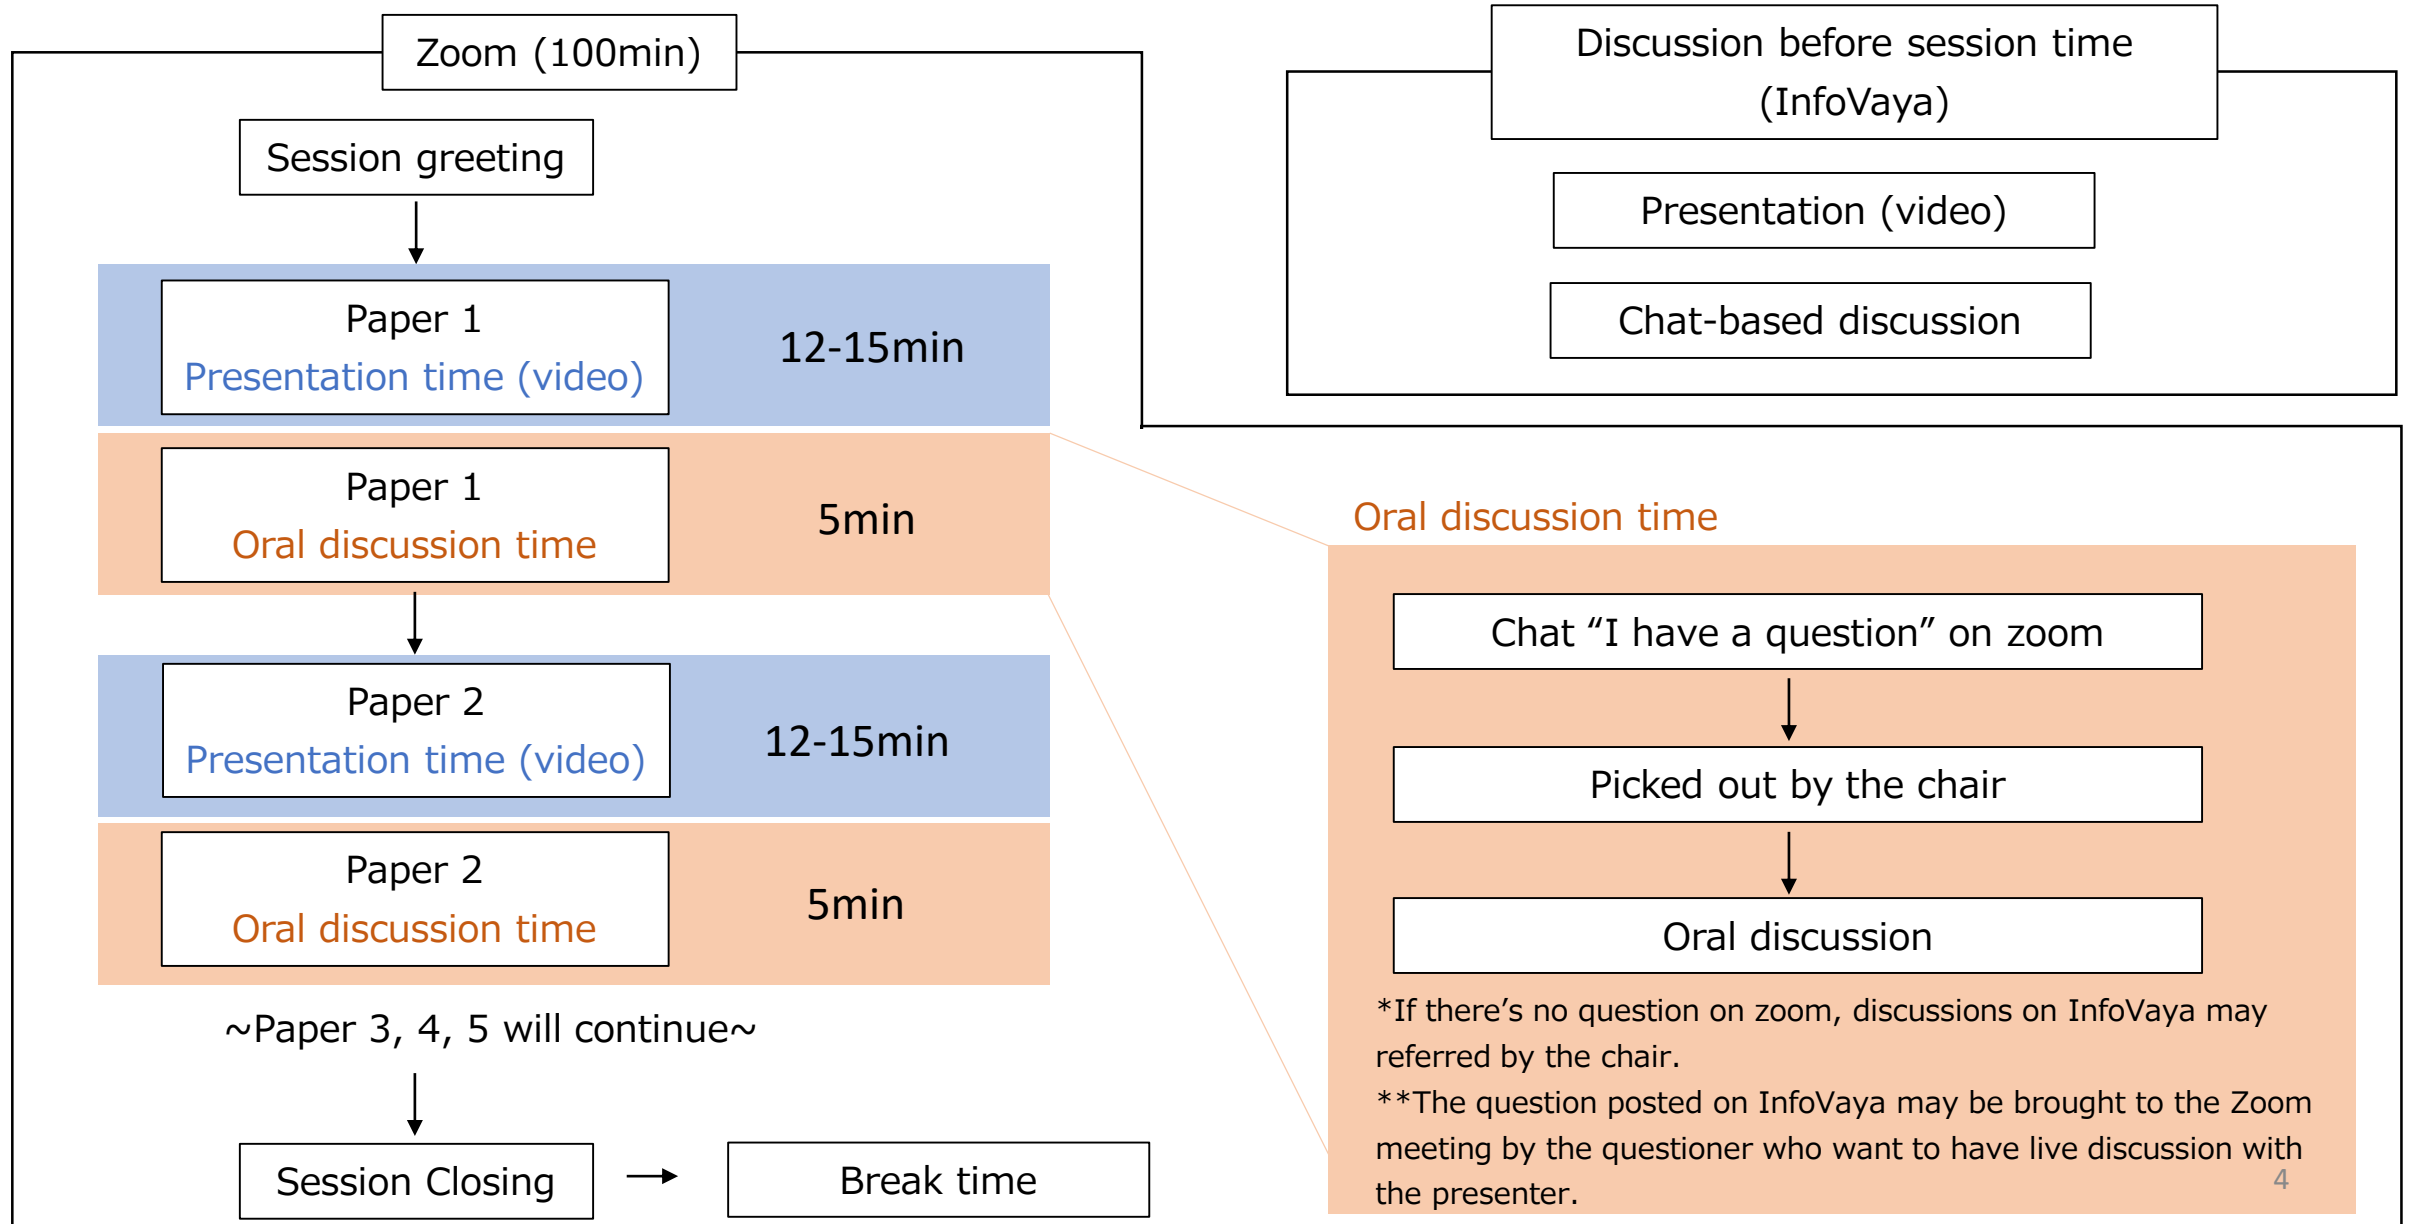 Zoom (100min)
Session greeting
Paper 1
Presentation time (video)
12-15min
Paper 1
Oral discussion time
5min
Paper 2
Presentation time (video)
12-15min
Paper 2
Oral discussion time
5min
~Paper 3, 4, 5 will continue~
Session Closing
Break time
Discussion before session time
(InfoVaya)
Presentation (video)
Chat-based discussion
Oral discussion time
Chat “I have a question” on zoom
Picked out by the chair
Oral discussion
*If there’s no question on zoom, discussions on InfoVaya may
referred by the chair.
**The question posted on InfoVaya may be brought to the Zoom
meeting by the questioner who want to have live discussion with
the presenter.
4